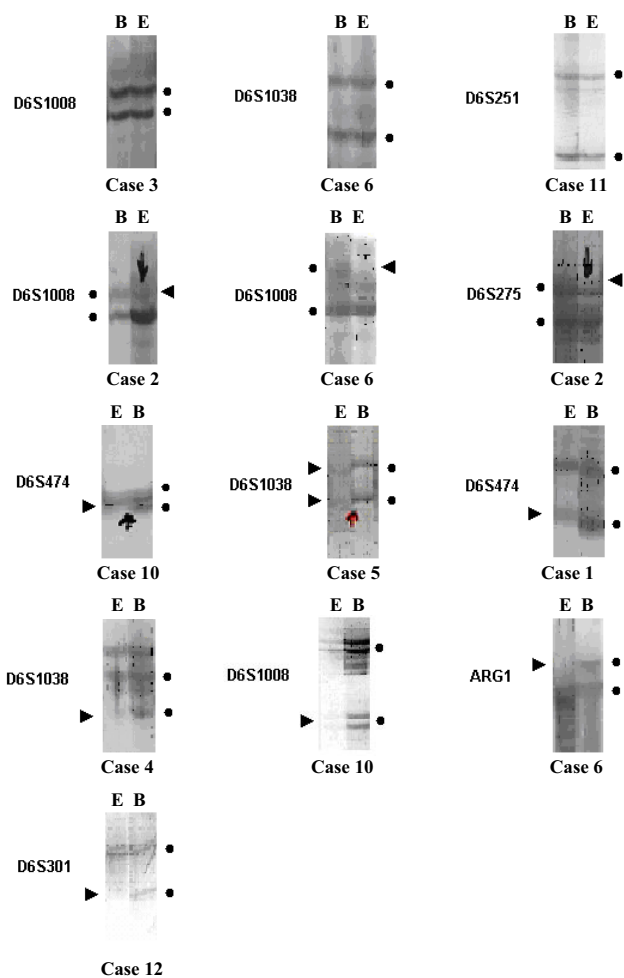 B E B E B E
D6S1008 D6S1038 D6S251
Case 3 Case 6 Case 11
B E B E B E
D6S1008 D6S1008 D6S275
Case 2 Case 6 Case 2
E B E B E B
D6S474 D6S1038 D6S474
Case 10 Case 5 Case 1
E B E B E B
D6S1038 D6S1008 ARG1
Case 4 Case 10 Case 6
E B
D6S301
Case 12